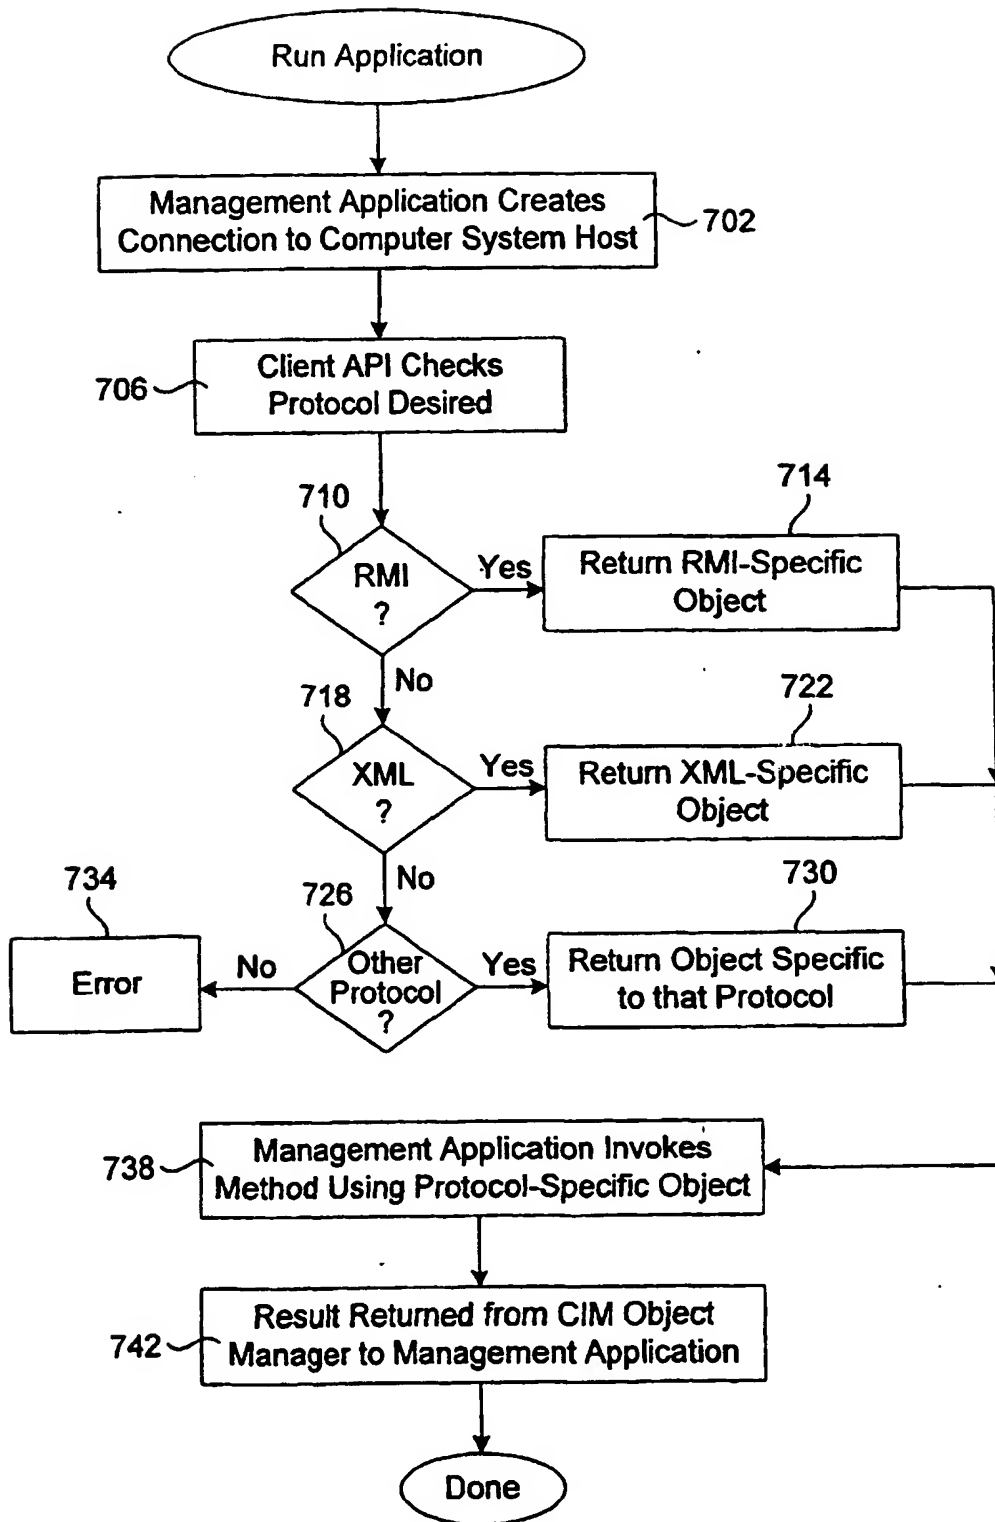 Run Application
Management Application Creates
Connection to Computer System Host
702
Client API Checks
Protocol Desired
706
710
RMI
?
Yes
714
Return RMI-Specific
Object
No
718
XML
?
Yes
722
Return XML-Specific
Object
No
726
Other
Protocol
?
Yes
730
Return Object Specific
to that Protocol
No
734
Error
Management Application Invokes
Method Using Protocol-Specific Object
738
Result Returned from CIM Object
Manager to Management Application
742
Done